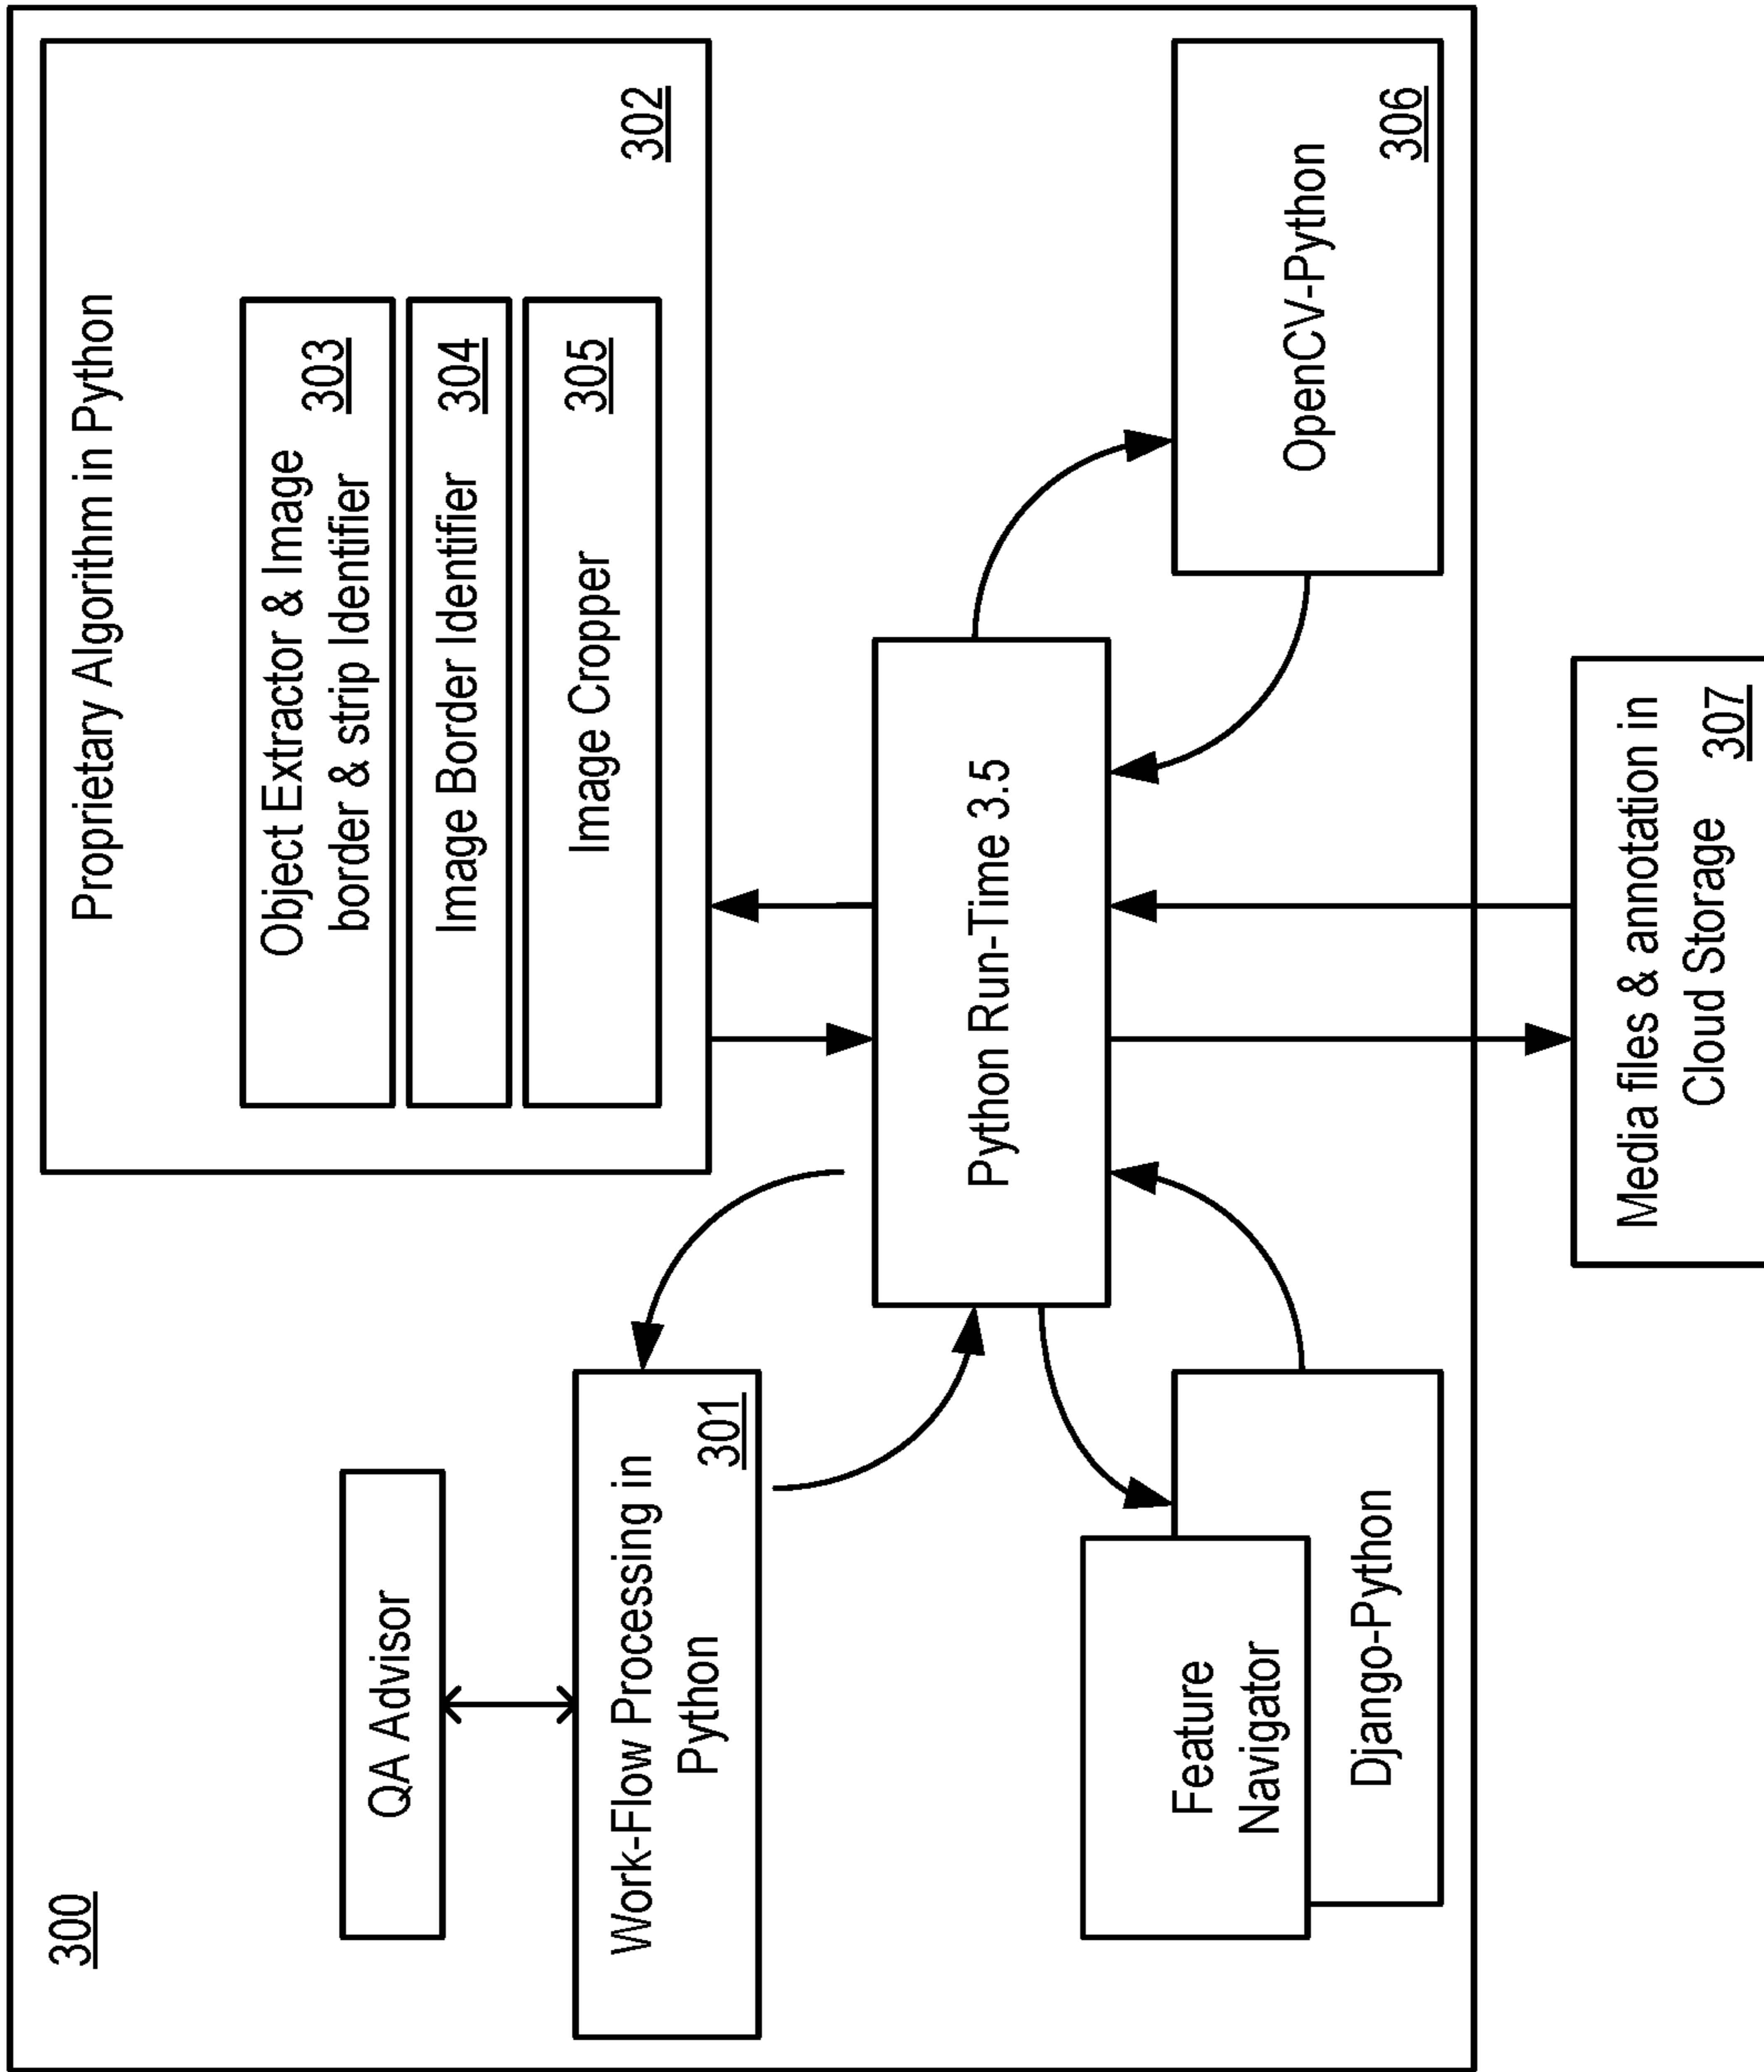 300
Proprietary Algorithm in Python
Object Extractor & Image
border & strip Identifier
303
Image Border Identifier
304
Image Cropper
305
302
QA Advisor
Work-Flow Processing in
Python
301
Python Run-Time 3.5
Feature
Navigator
Django-Python
OpenCV-Python
306
Media files & annotation in
Cloud Storage
307